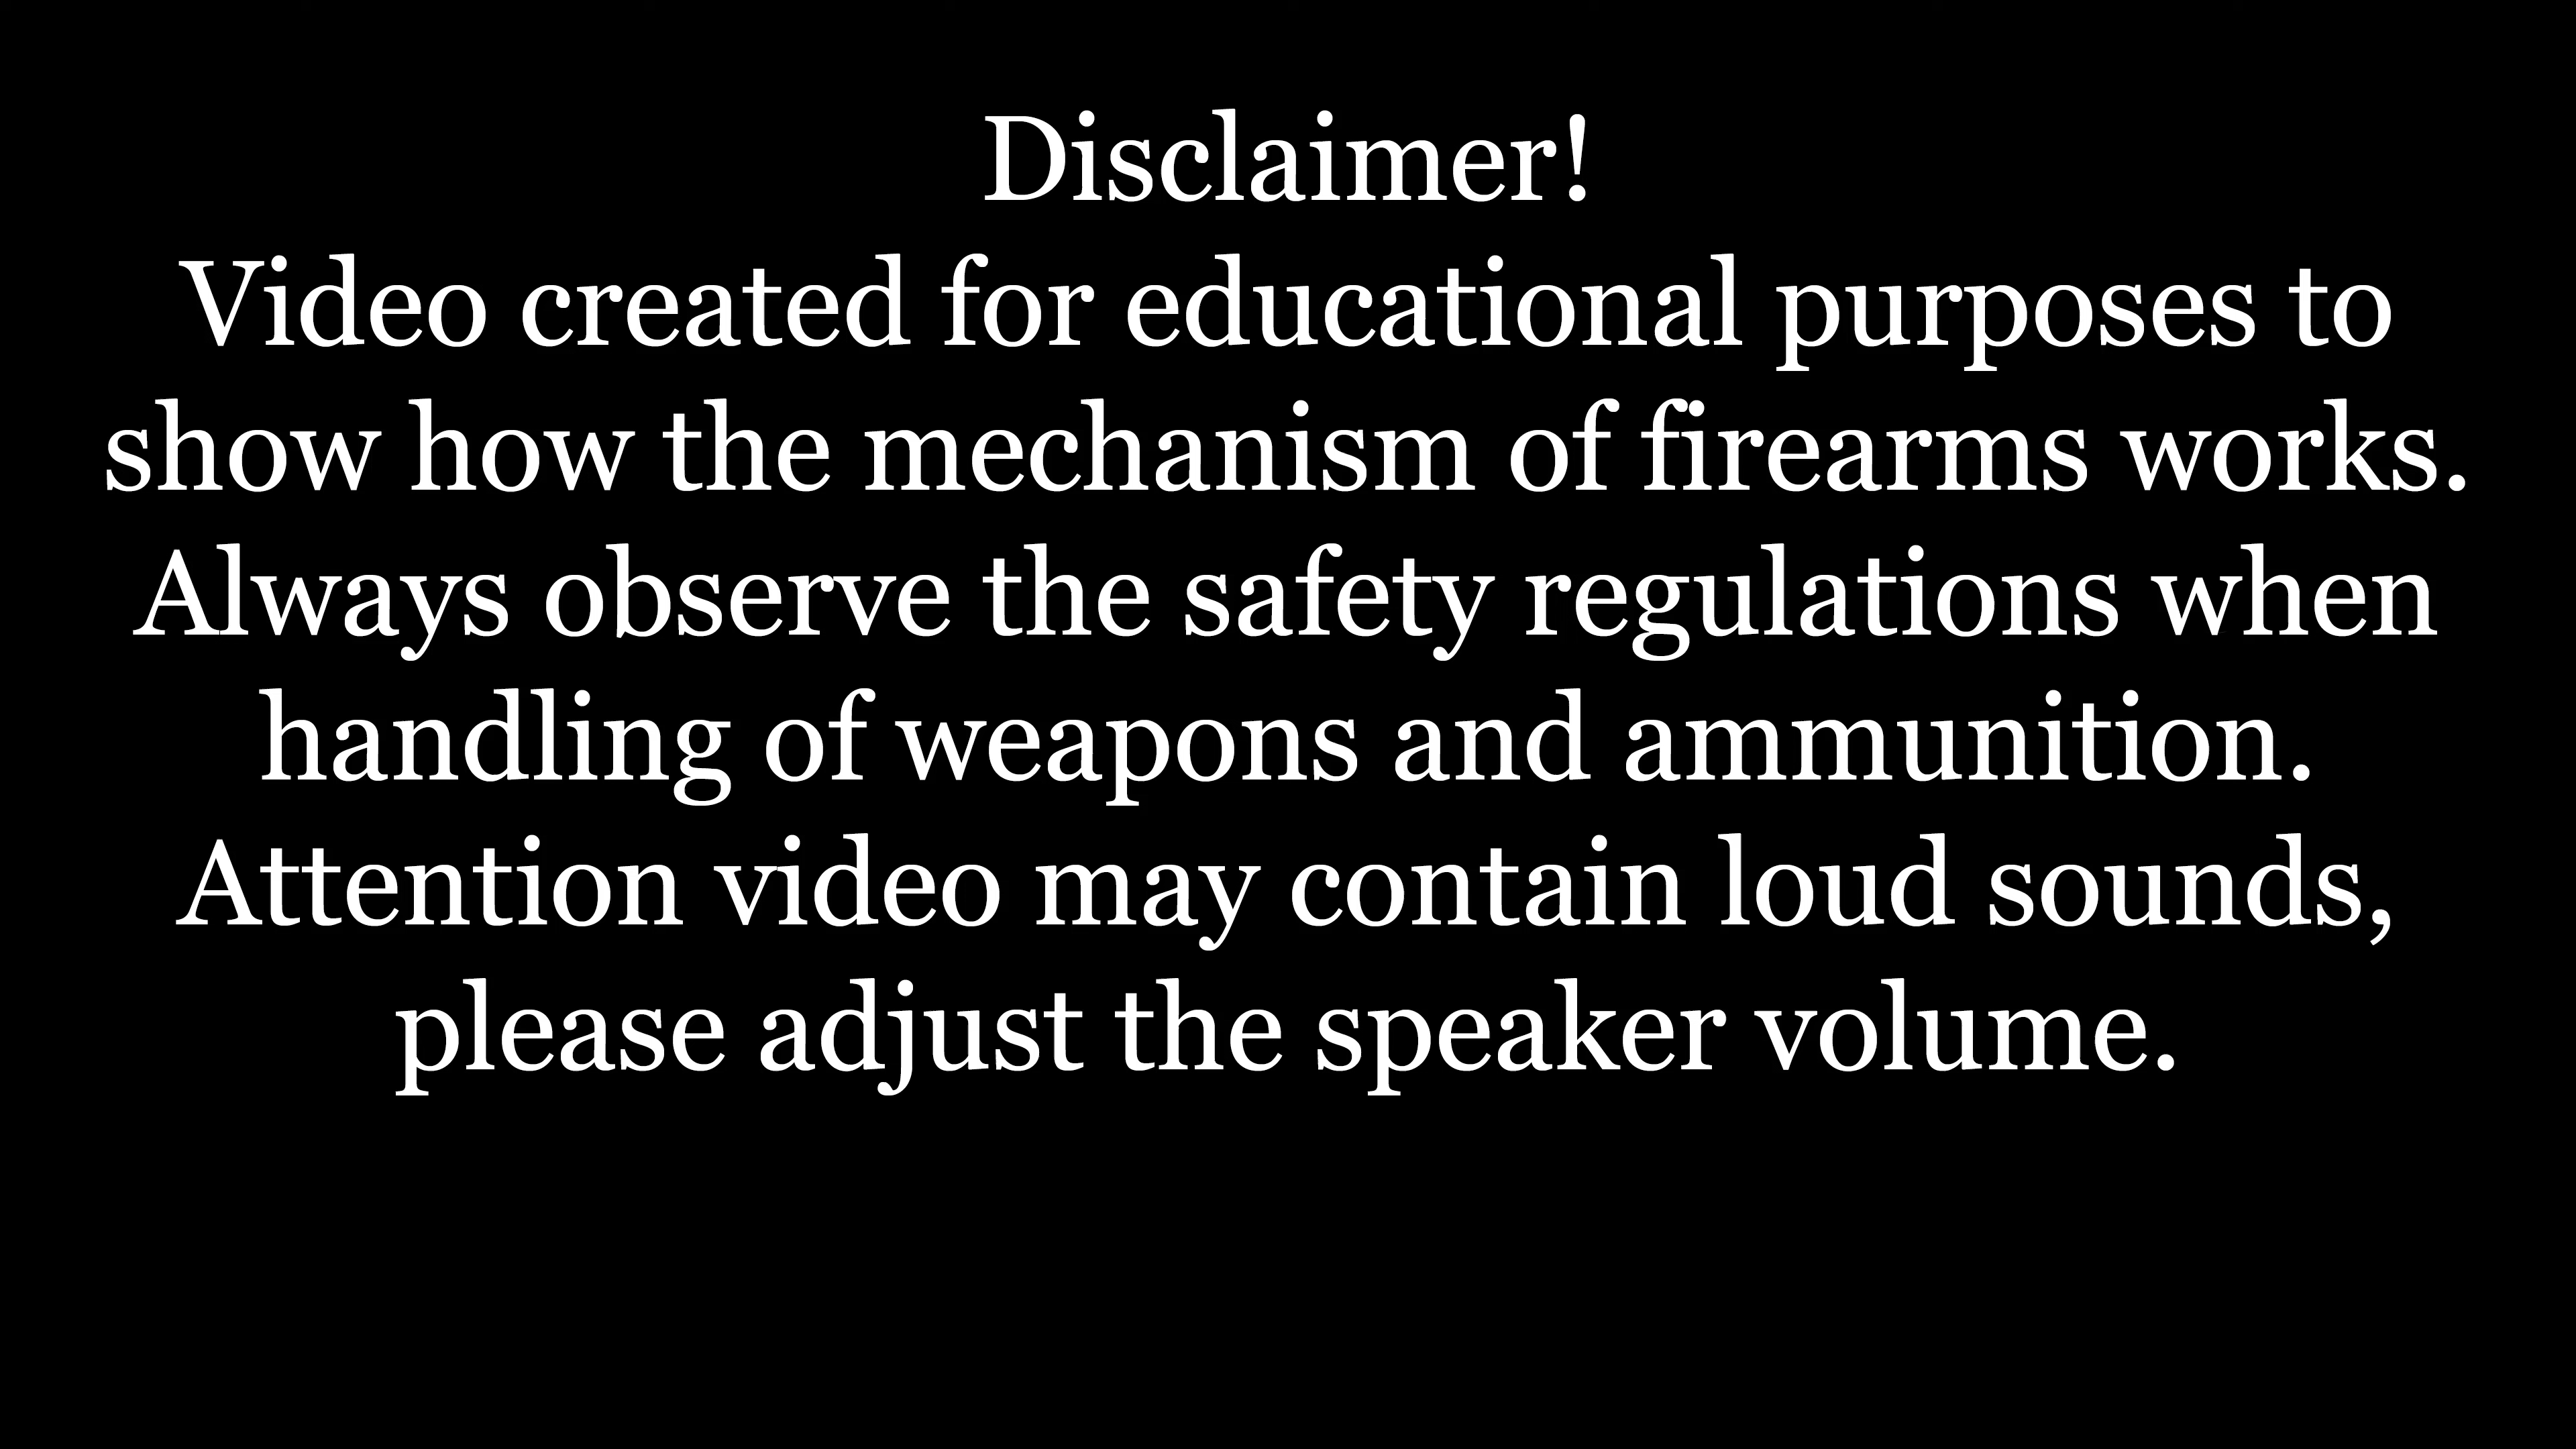 Disclaimer!
Video created for educational purposes to
show how the mechanism of firearms works.
Always observe the safety regulations when
handling of weapons and ammunition.
Attention video may contain loud sounds,
please adjust the speaker volume.